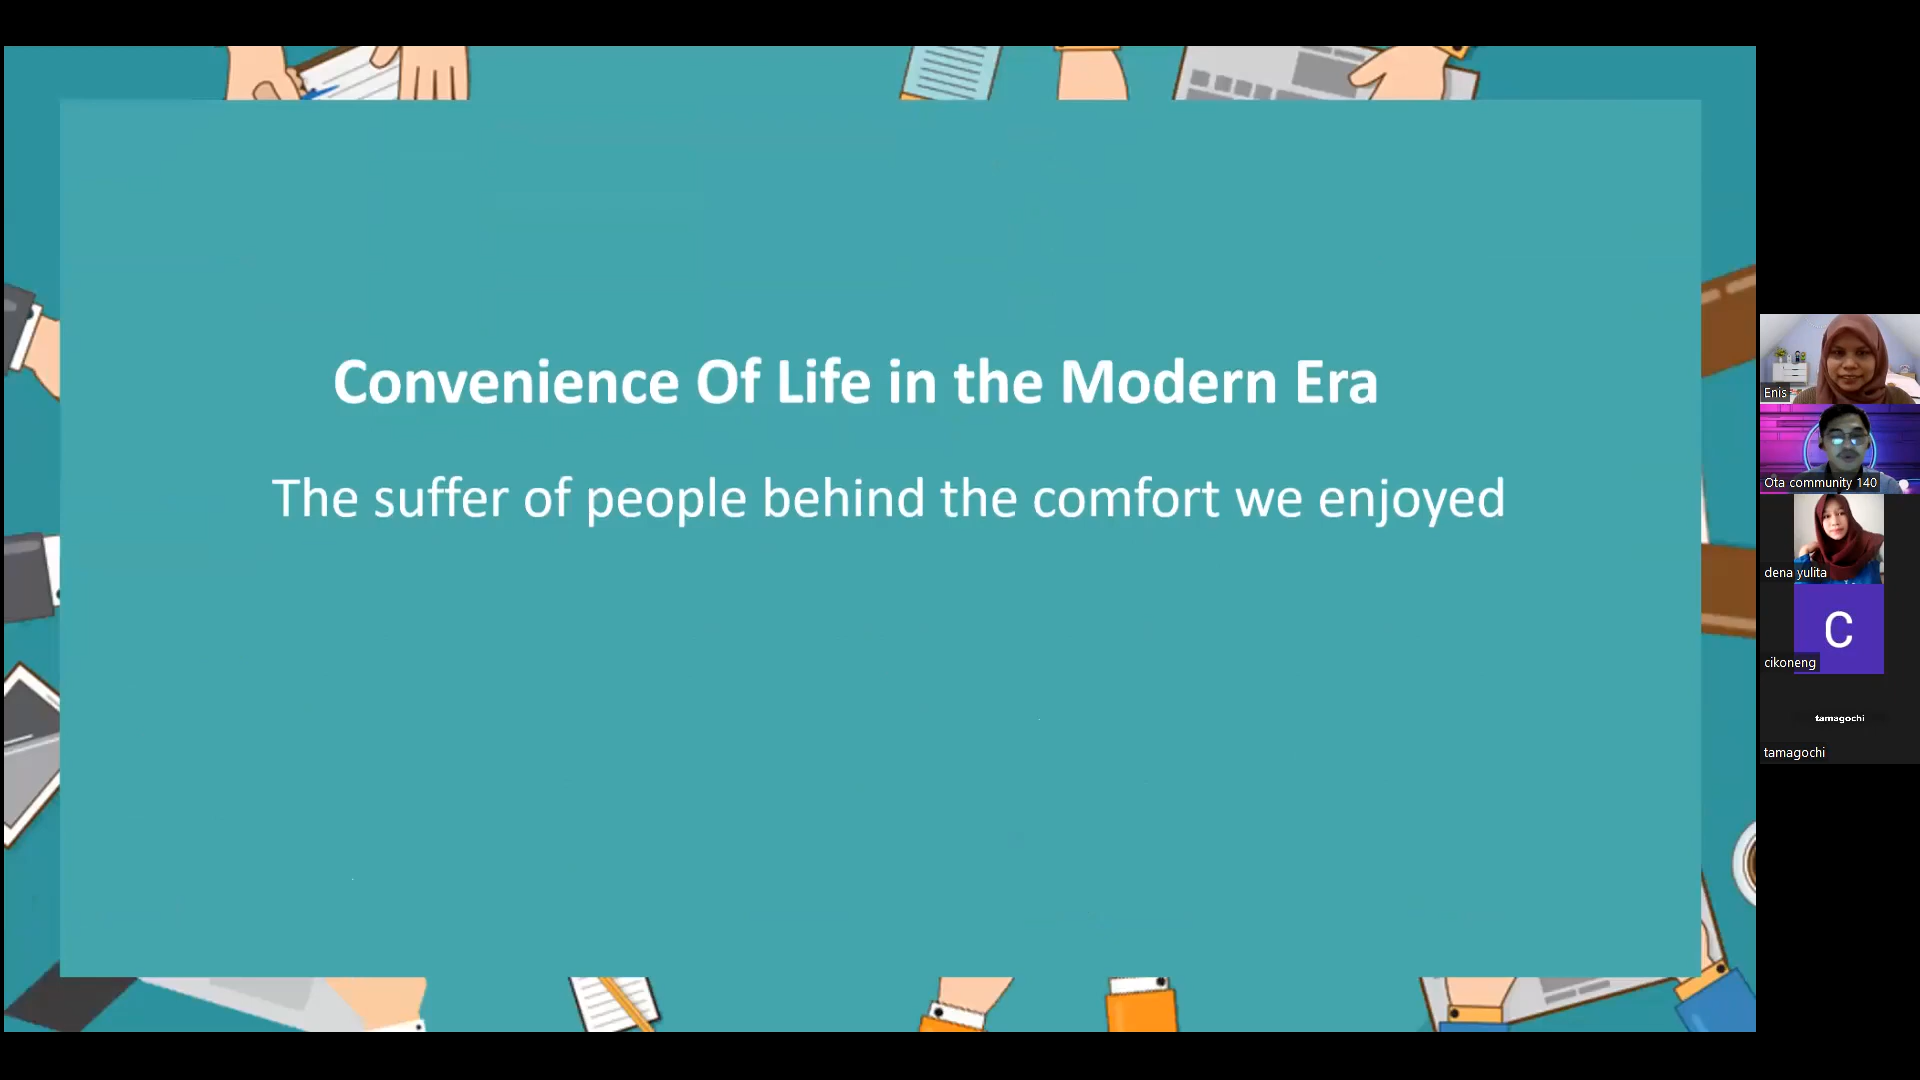 Convenience Of Life in the Modern Era
The suffer of people behind the comfort we enjoyed
Enis
Ota community 140
dena yulita
C
cikoneng
tamagochi
tamagochi